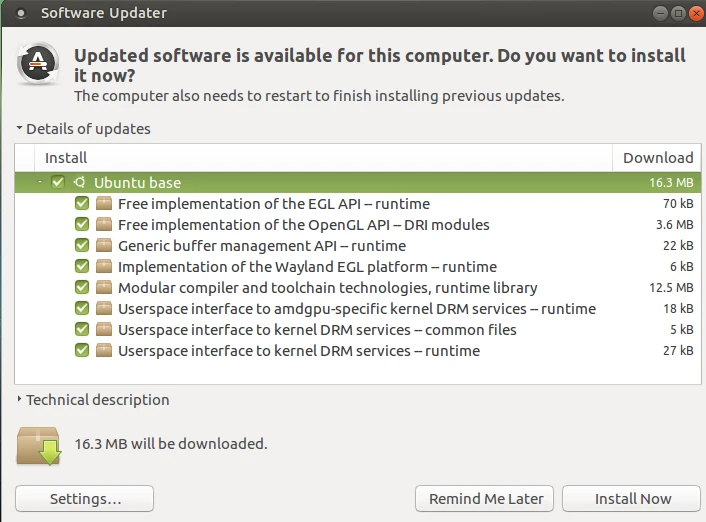 Software Updater
Updated software is available for this computer. Do you want to install
it now?
The computer also needs to restart to finish installing previous updates.
Details of updates
Install Download
Ubuntu base 16.3 MB
Free implementation of the EGL API -- runtime 70 kB
Free implementation of the OpenGL API -- DRI modules 3.6 MB
Generic buffer management API -- runtime 22 kB
Implementation of the Wayland EGL platform -- runtime 6 kB
Modular compiler and toolchain technologies, runtime library 12.5 MB
Userspace interface to amdgpu-specific kernel DRM services -- runtime 18 kB
Userspace interface to kernel DRM services -- common files 5 kB
Userspace interface to kernel DRM services -- runtime 27 kB
Technical description
16.3 MB will be downloaded.
Settings... Remind Me Later Install Now